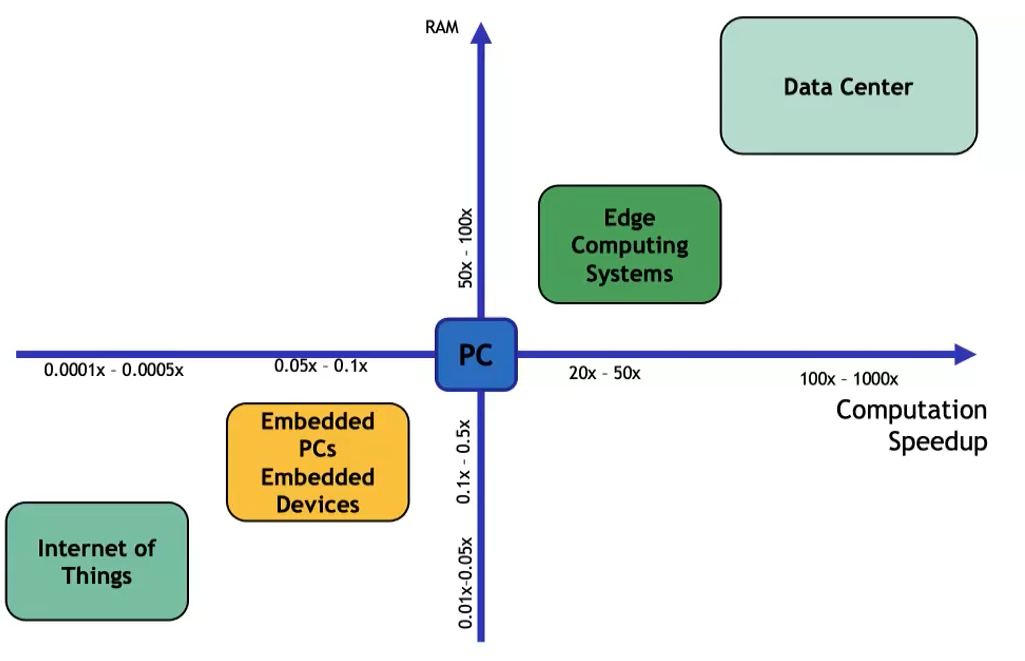 RAM
Data Center
50x – 100x
Edge
Computing
Systems
PC
0.0001x – 0.0005x
0.05x – 0.1x
20x – 50x
100x – 1000x
Computation
Speedup
Embedded
PCs
Embedded
Devices
0.1x – 0.5x
Internet of
Things
0.01x-0.05x